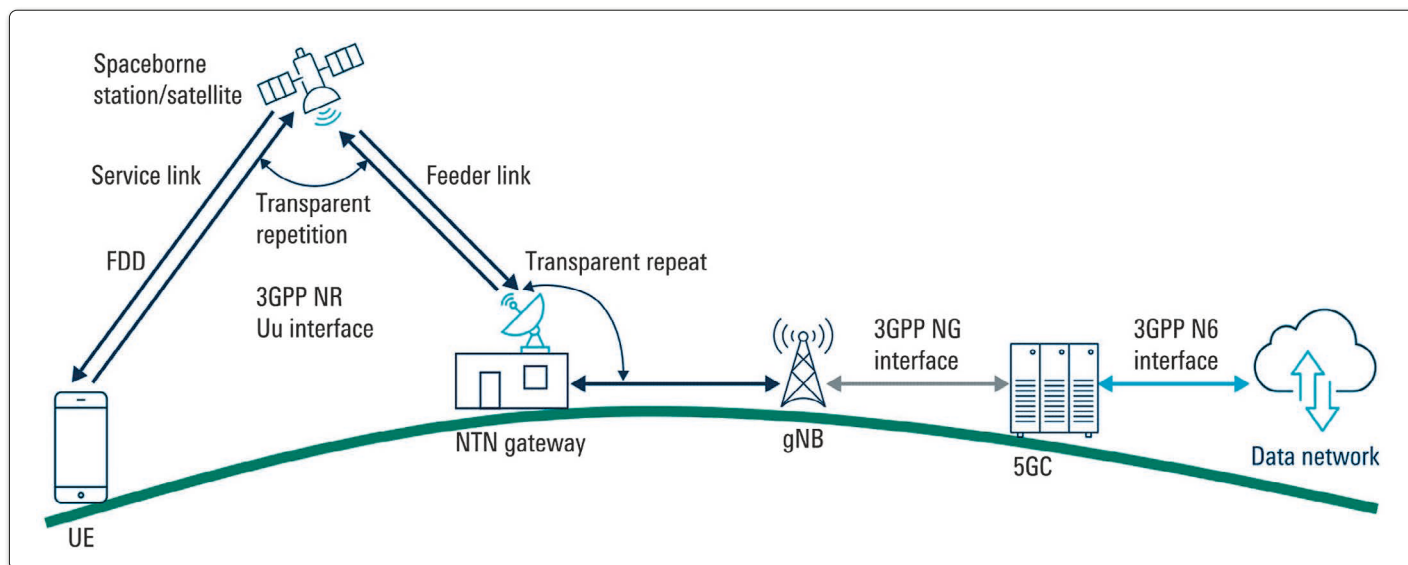 Spaceborne
station/satellite
Service link
Feeder link
Transparent
repetition
FDD
Transparent repeat
3GPP NR
Uu interface
3GPP NG
interface
3GPP N6
interface
NTN gateway
gNB
5GC
Data network
UE